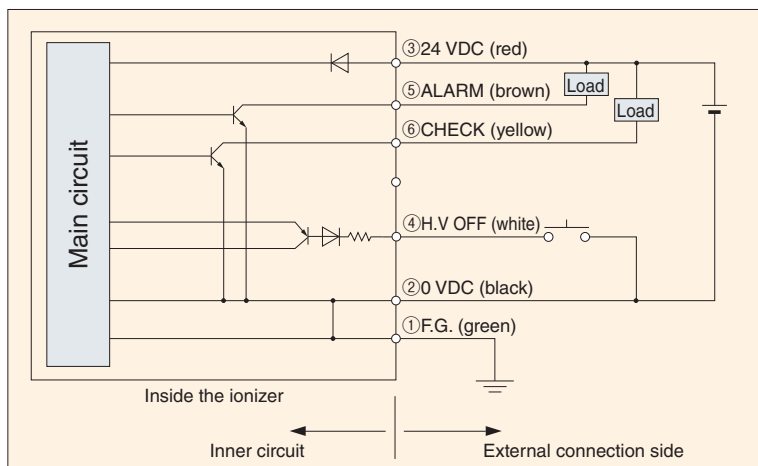 ③24 VDC (red)
⑤ALARM (brown)
Load
Load
⑥CHECK (yellow)
Main circuit
④H.V OFF (white)
②0 VDC (black)
①F.G. (green)
Inside the ionizer
Inner circuit
External connection side